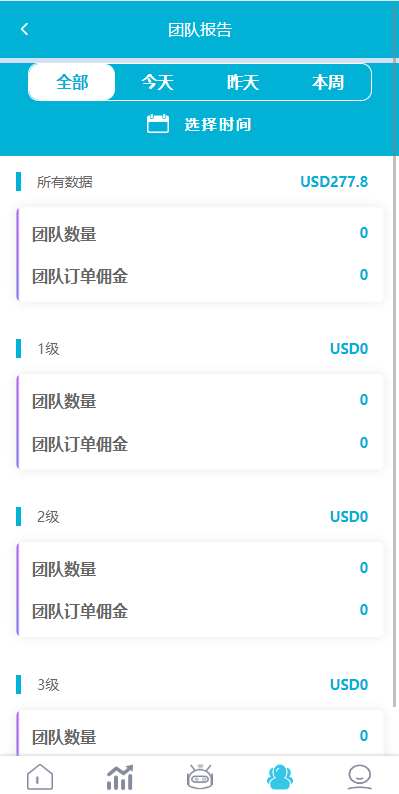 团队报告
全部 今天 昨天 本周
选择时间
所有数据 USD277.8
团队数量 0
团队订单佣金 0
1级 USD0
团队数量 0
团队订单佣金 0
2级 USD0
团队数量 0
团队订单佣金 0
3级 USD0
团队数量 0